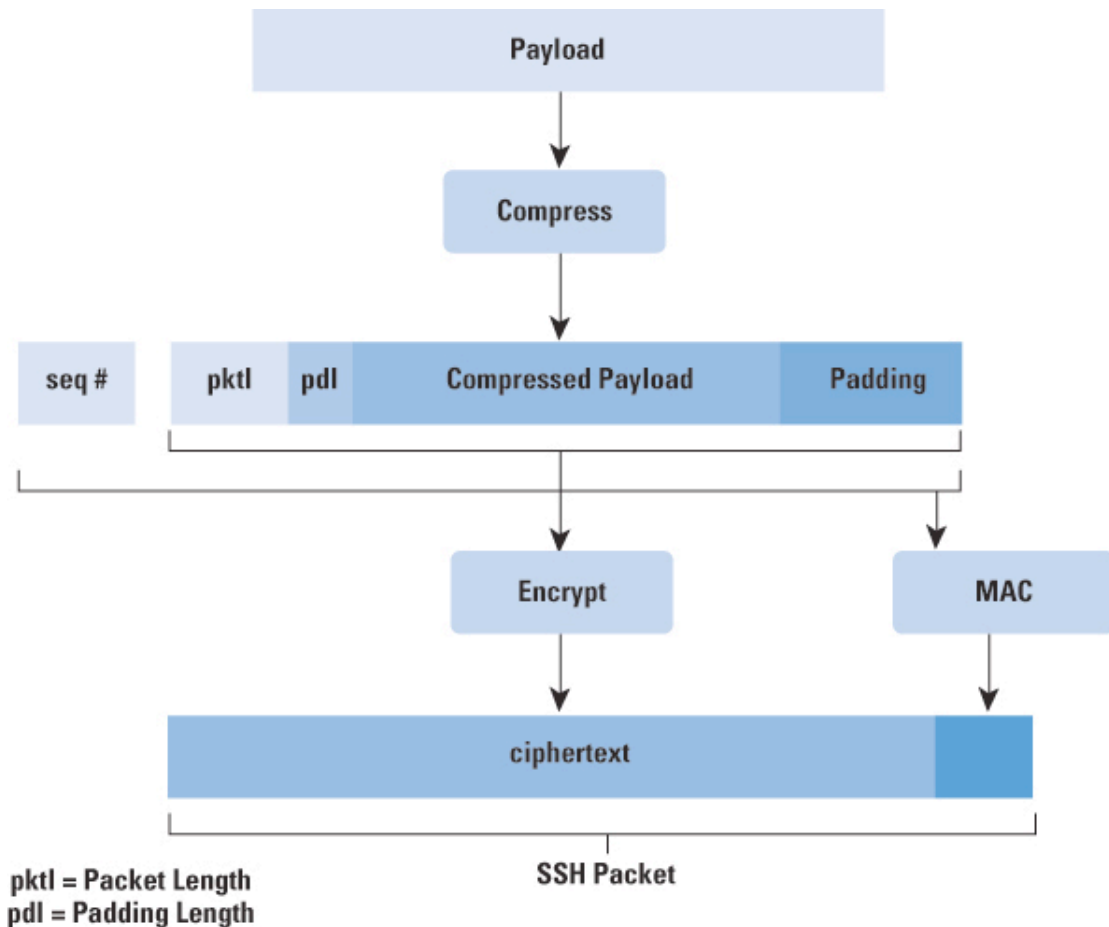 Payload
Compress
seq #
pktl
pdl
Compressed Payload
Padding
Encrypt
MAC
ciphertext
SSH Packet
pktl = Packet Length
pdl = Padding Length